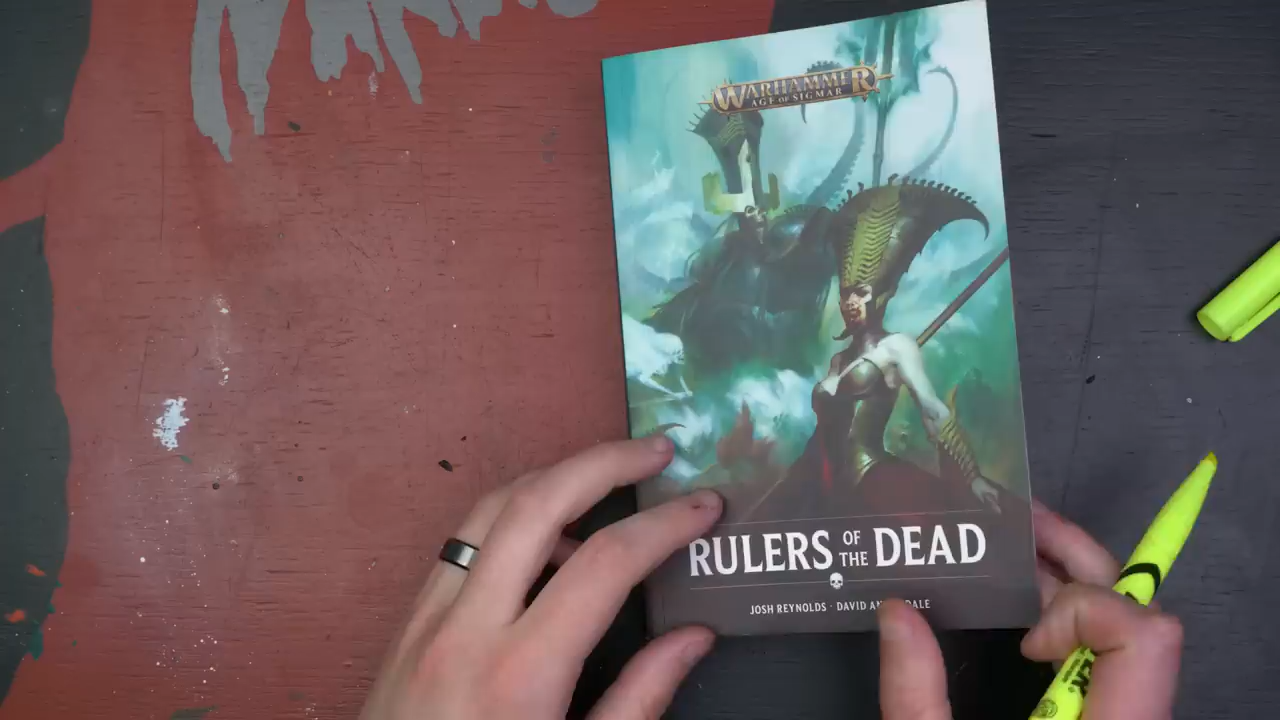 WARHAMMER
AGE OF SIGMAR
RULERS OF THE DEAD
JOSH REYNOLDS · DAVID